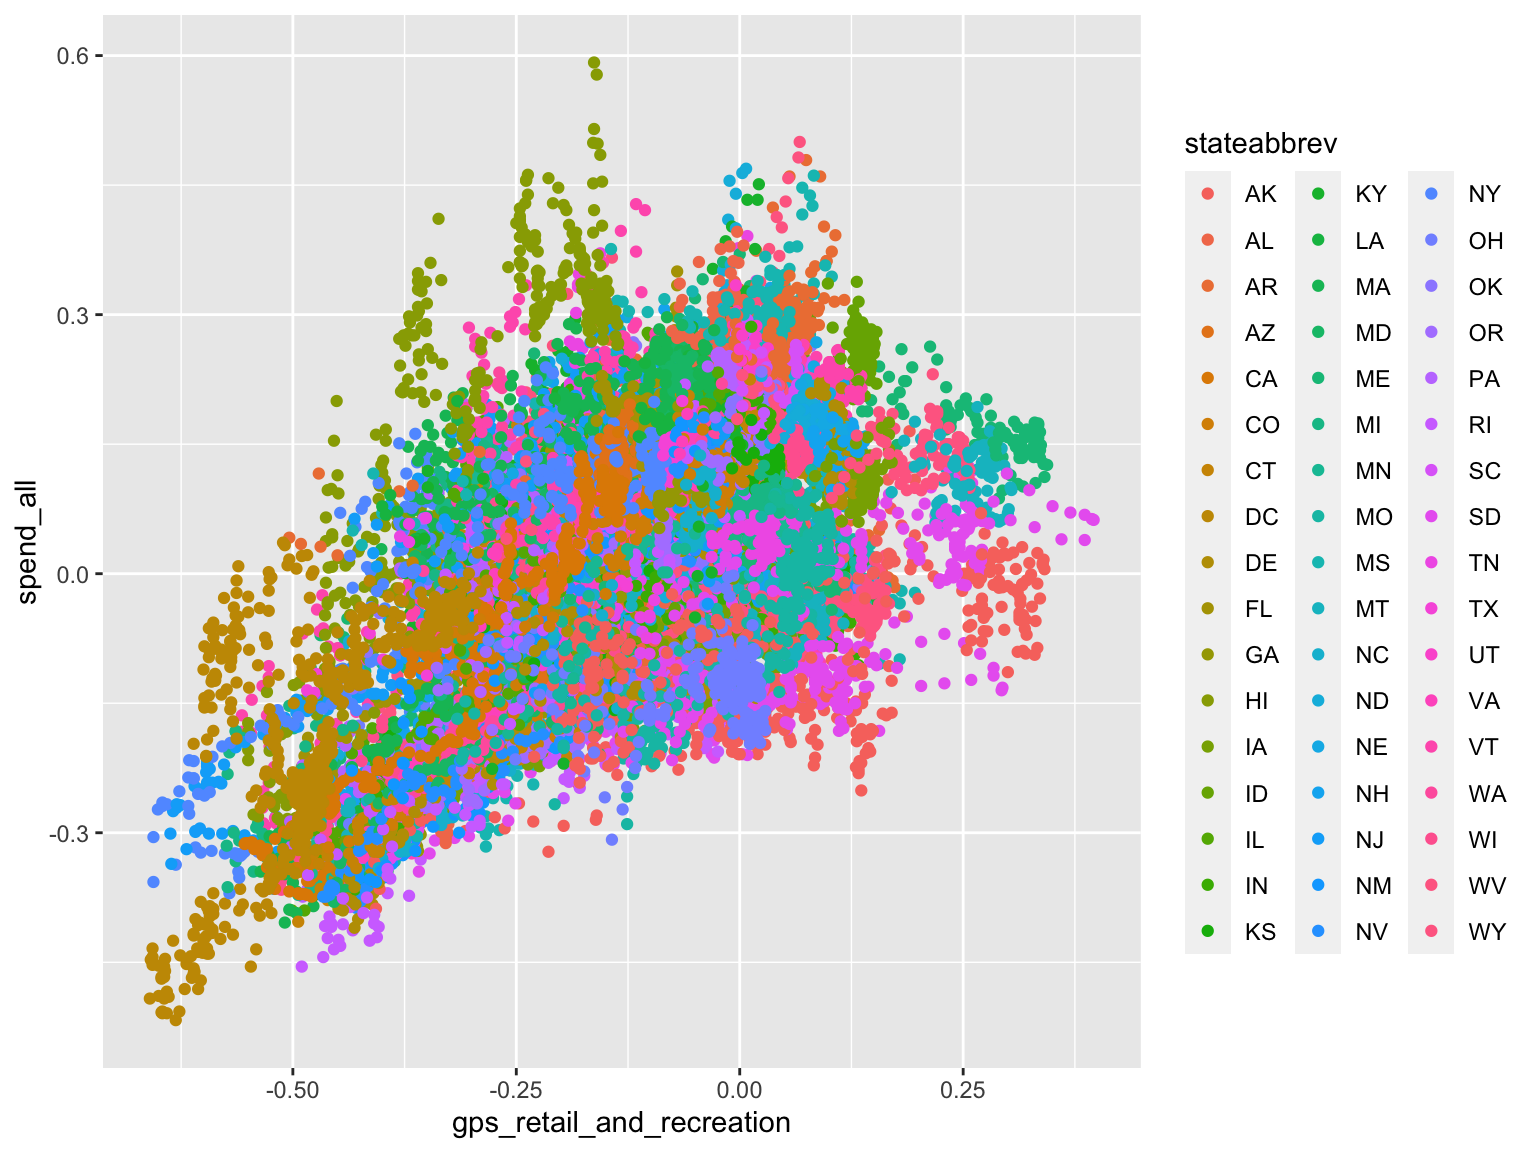 0.6
0.3
0.0
-0.3
spend_all
-0.50
-0.25
0.00
0.25
gps_retail_and_recreation
stateabbrev
AK
AL
AR
AZ
CA
CO
CT
DC
DE
FL
GA
HI
IA
ID
IL
IN
KS
KY
LA
MA
MD
ME
MI
MN
MO
MS
MT
NC
ND
NE
NH
NJ
NM
NV
NY
OH
OK
OR
PA
RI
SC
SD
TN
TX
UT
VA
VT
WA
WI
WV
WY